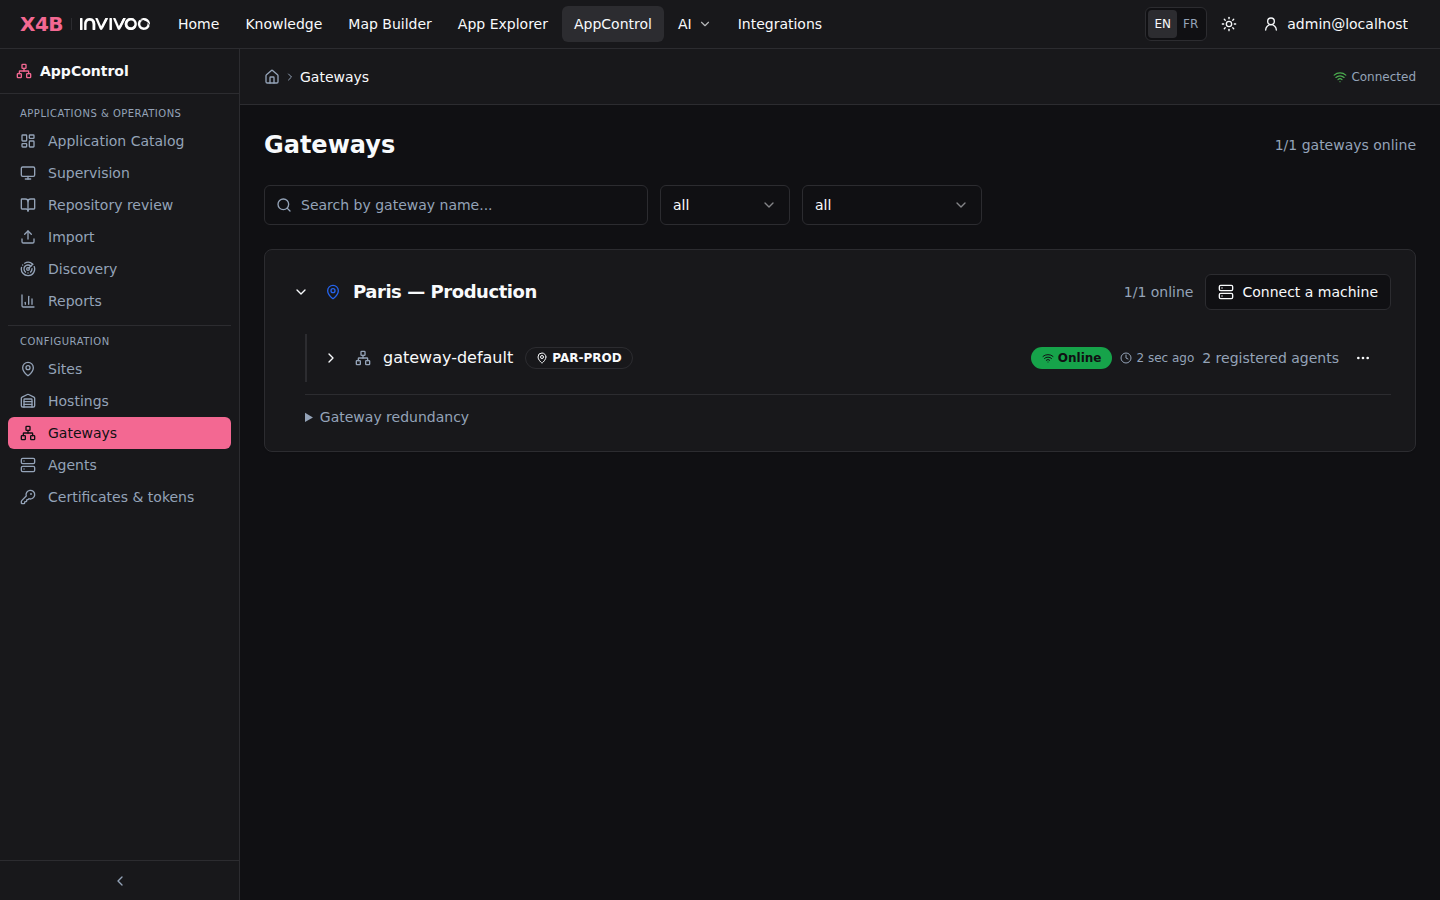 X4B INVIVOO Home Knowledge Map Builder App Explorer AppControl AI Integrations EN FR admin@localhost
AppControl
APPLICATIONS & OPERATIONS
Application Catalog
Supervision
Repository review
Import
Discovery
Reports
CONFIGURATION
Sites
Hostings
Gateways
Agents
Certificates & tokens
Gateways
Connected
Gateways
1/1 gateways online
Search by gateway name...
all
all
Paris — Production
1/1 online
Connect a machine
gateway-default
PAR-PROD
Online
2 sec ago
2 registered agents
Gateway redundancy